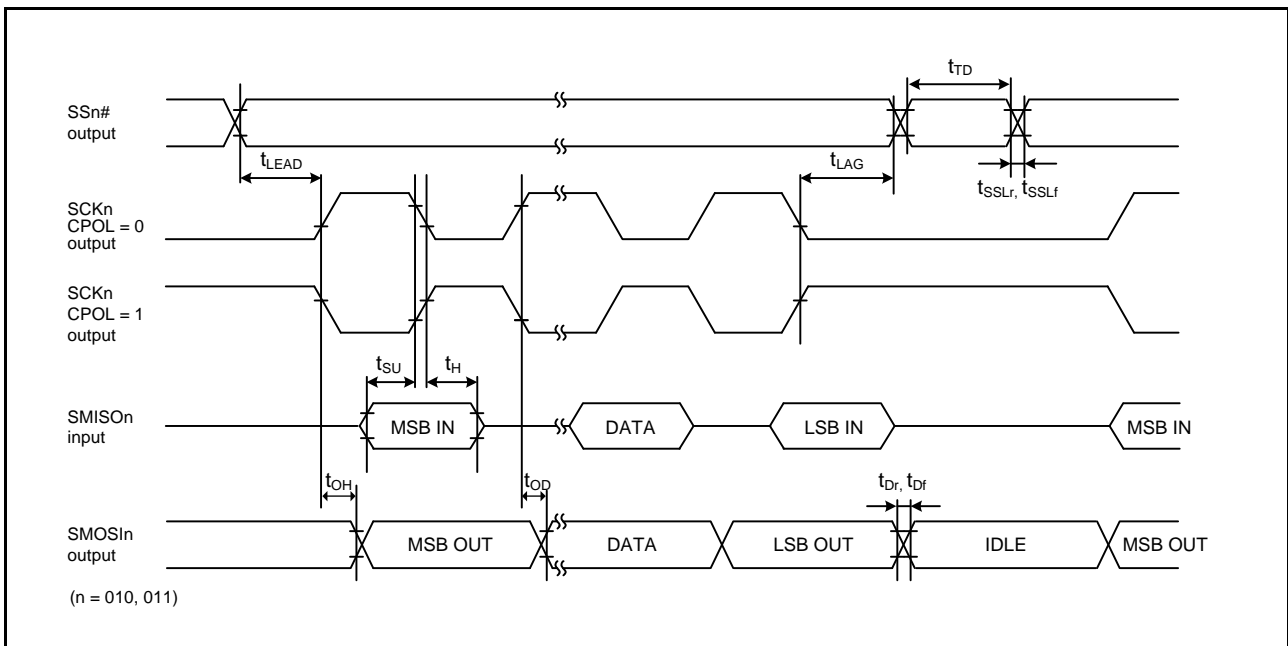 tTD
SSn#
output
tLEAD
tLAG
tSSLr, tSSLf
SCKn
CPOL = 0
output
SCKn
CPOL = 1
output
tSU
tH
SMISOn
input
MSB IN
DATA
LSB IN
MSB IN
tOH
tOD
tDr, tDf
SMOSIn
output
MSB OUT
DATA
LSB OUT
IDLE
MSB OUT
(n = 010, 011)